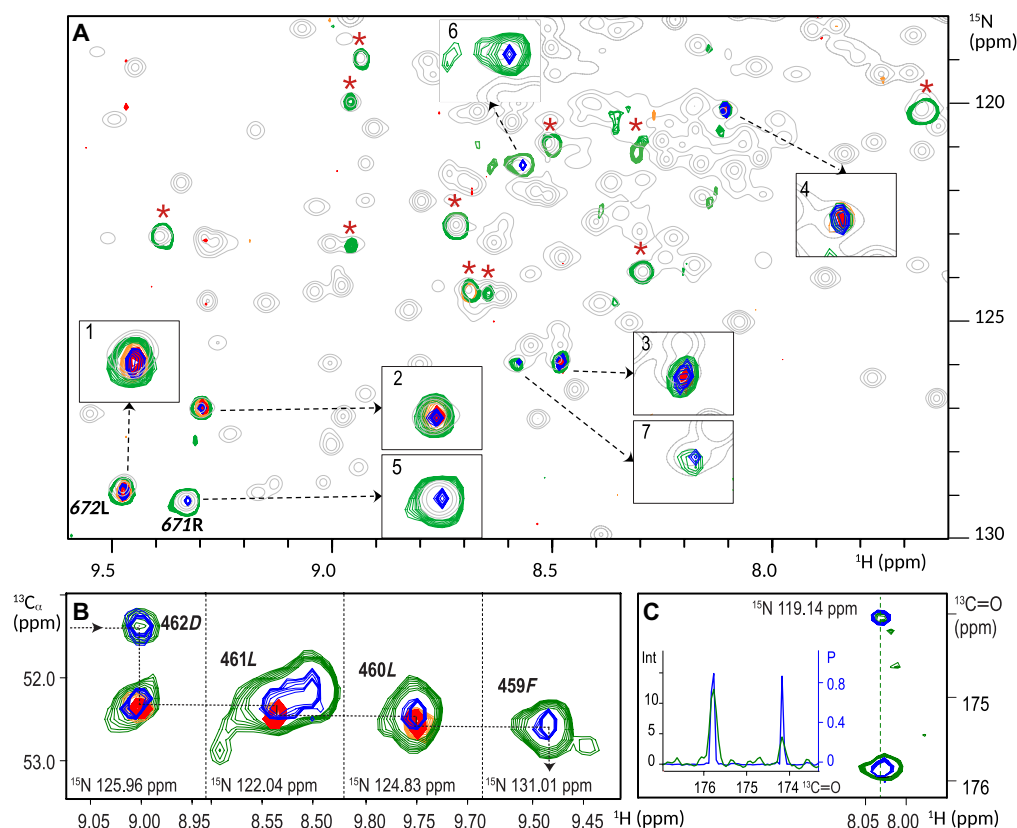 A
6
¹⁵N
(ppm)
*
*
*
*
*
120
4
*
*
*
*
*
*
125
1
3
2
7
5
672L
671R
130
9.5
9.0
8.5
8.0
¹H (ppm)
¹³Cα
(ppm)
B
462D
461L
460L
459F
52.0
53.0
¹⁵N 125.96 ppm
¹⁵N 122.04 ppm
¹⁵N 124.83 ppm
¹⁵N 131.01 ppm
9.05
9.00
8.55
8.50
9.75
9.70
9.50
9.45
¹H (ppm)
C
¹⁵N 119.14 ppm
¹³C=O
(ppm)
Int
P
10
5
0
0.8
0.4
0
176
175
174
¹³C=O
175
176
8.05
8.00
¹H (ppm)